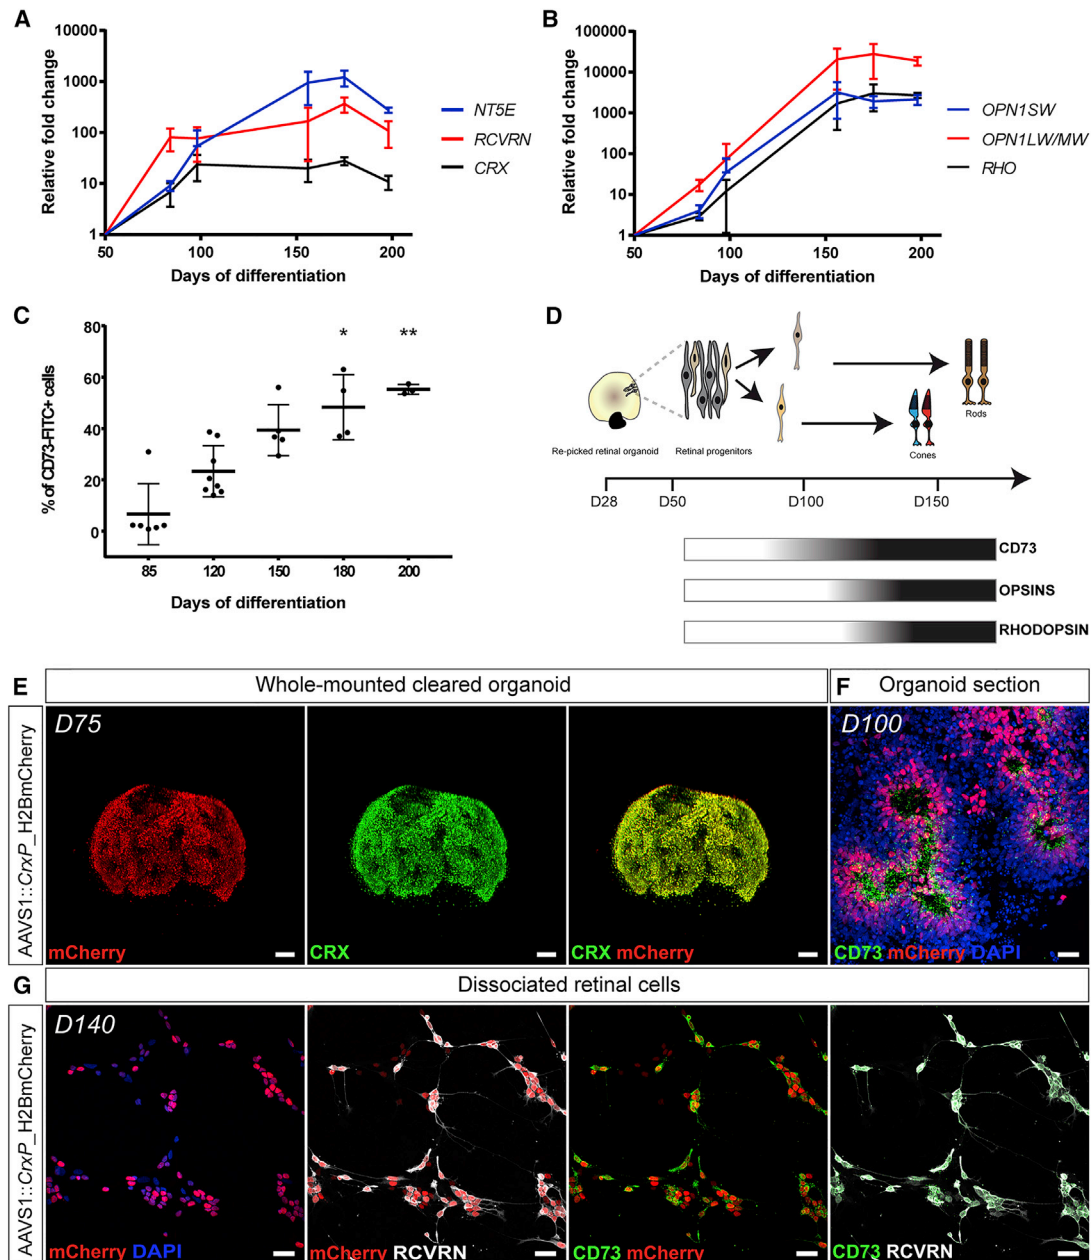 A
Relative fold change
10000
1000
100
10
1
50
100
150
200
Days of differentiation
NT5E
RCVRN
CRX
B
Relative fold change
100000
10000
1000
100
10
1
50
100
150
200
Days of differentiation
OPN1SW
OPN1LW/MW
RHO
C
% of CD73-FITC+ cells
80
60
40
20
0
85
120
150
180
200
*
**
Days of differentiation
D
Re-picked retinal organoid
Retinal progenitors
Rods
Cones
D28
D50
D100
D150
CD73
OPSINS
RHODOPSIN
E
Whole-mounted cleared organoid
AAVS1::CrxP_H2BmCherry
D75
mCherry
CRX
CRX mCherry
F
Organoid section
D100
CD73 mCherry DAPI
G
Dissociated retinal cells
AAVS1::CrxP_H2BmCherry
D140
mCherry DAPI
mCherry RCVRN
CD73 mCherry
CD73 RCVRN